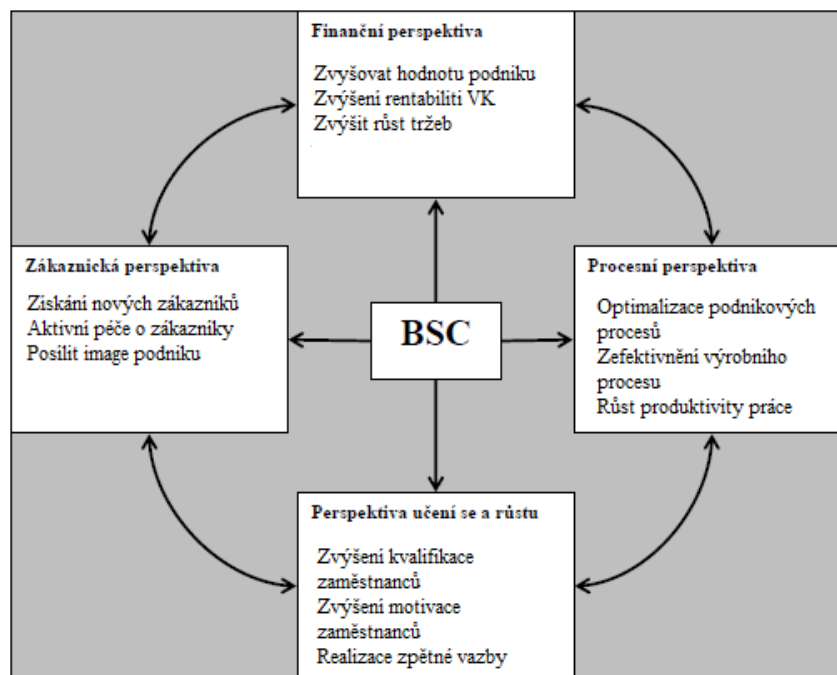 Finanční perspektiva
Zvyšovat hodnotu podniku
Zvýšení rentabiliti VK
Zvýšit růst tržeb
Zákaznická perspektiva
Získání nových zákazníků
Aktivní péče o zákazníky
Posílit image podniku
BSC
Procesní perspektiva
Optimalizace podnikových
procesů
Zefektivnění výrobního
procesu
Růst produktivity práce
Perspektiva učení se a růstu
Zvýšení kvalifikace
zaměstnanců
Zvýšení motivace
zaměstnanců
Realizace zpětné vazby